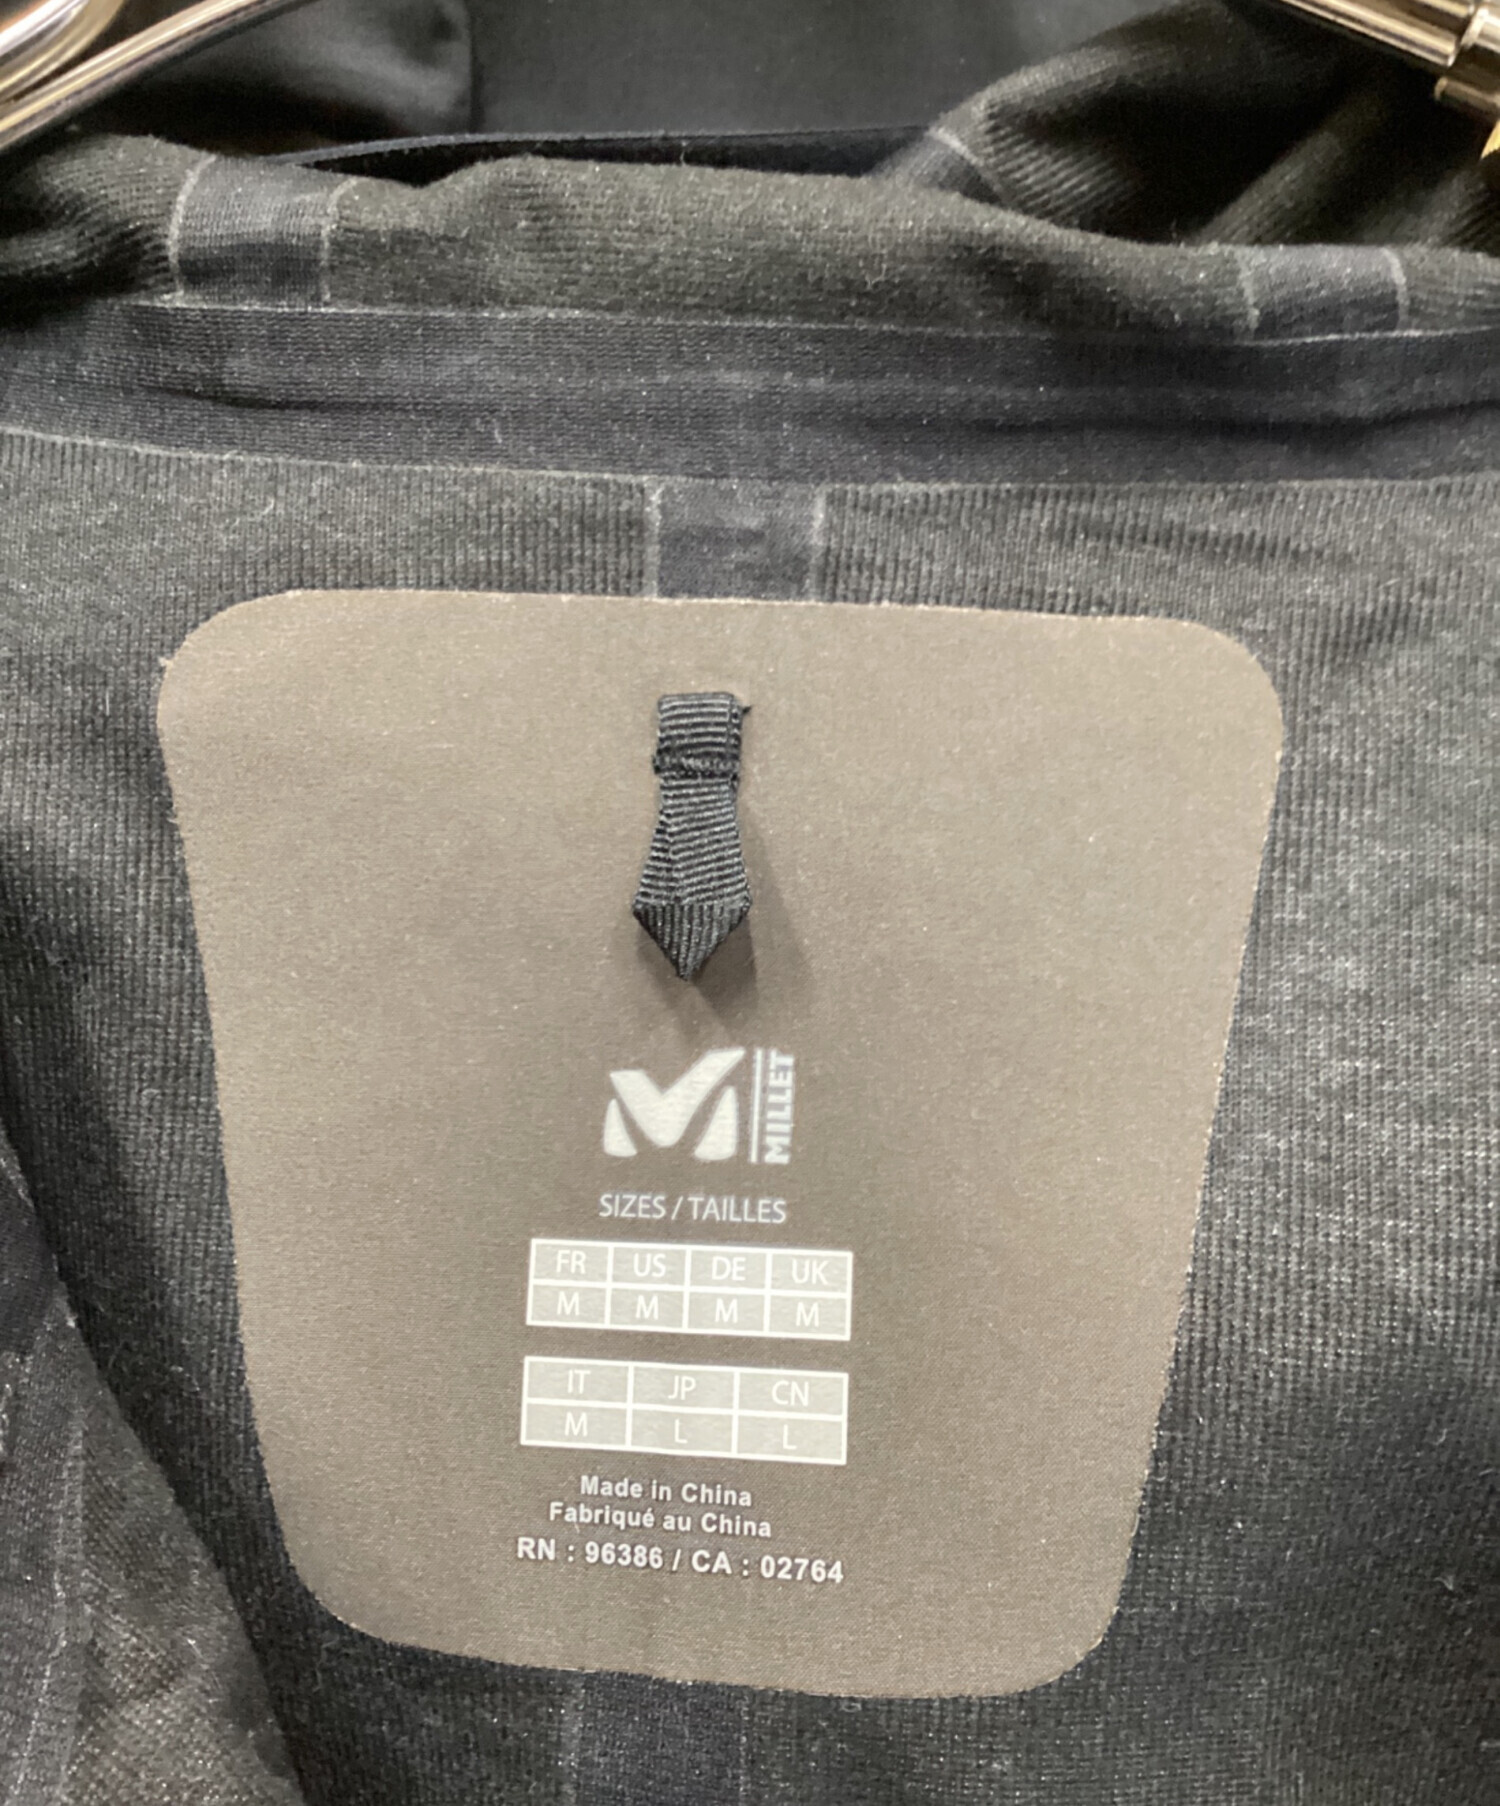 MILLET
SIZES / TAILLES
FR US DE UK
M M M M
IT JP CN
M L L
Made in China
Fabriqué au China
RN : 96386 / CA : 02764